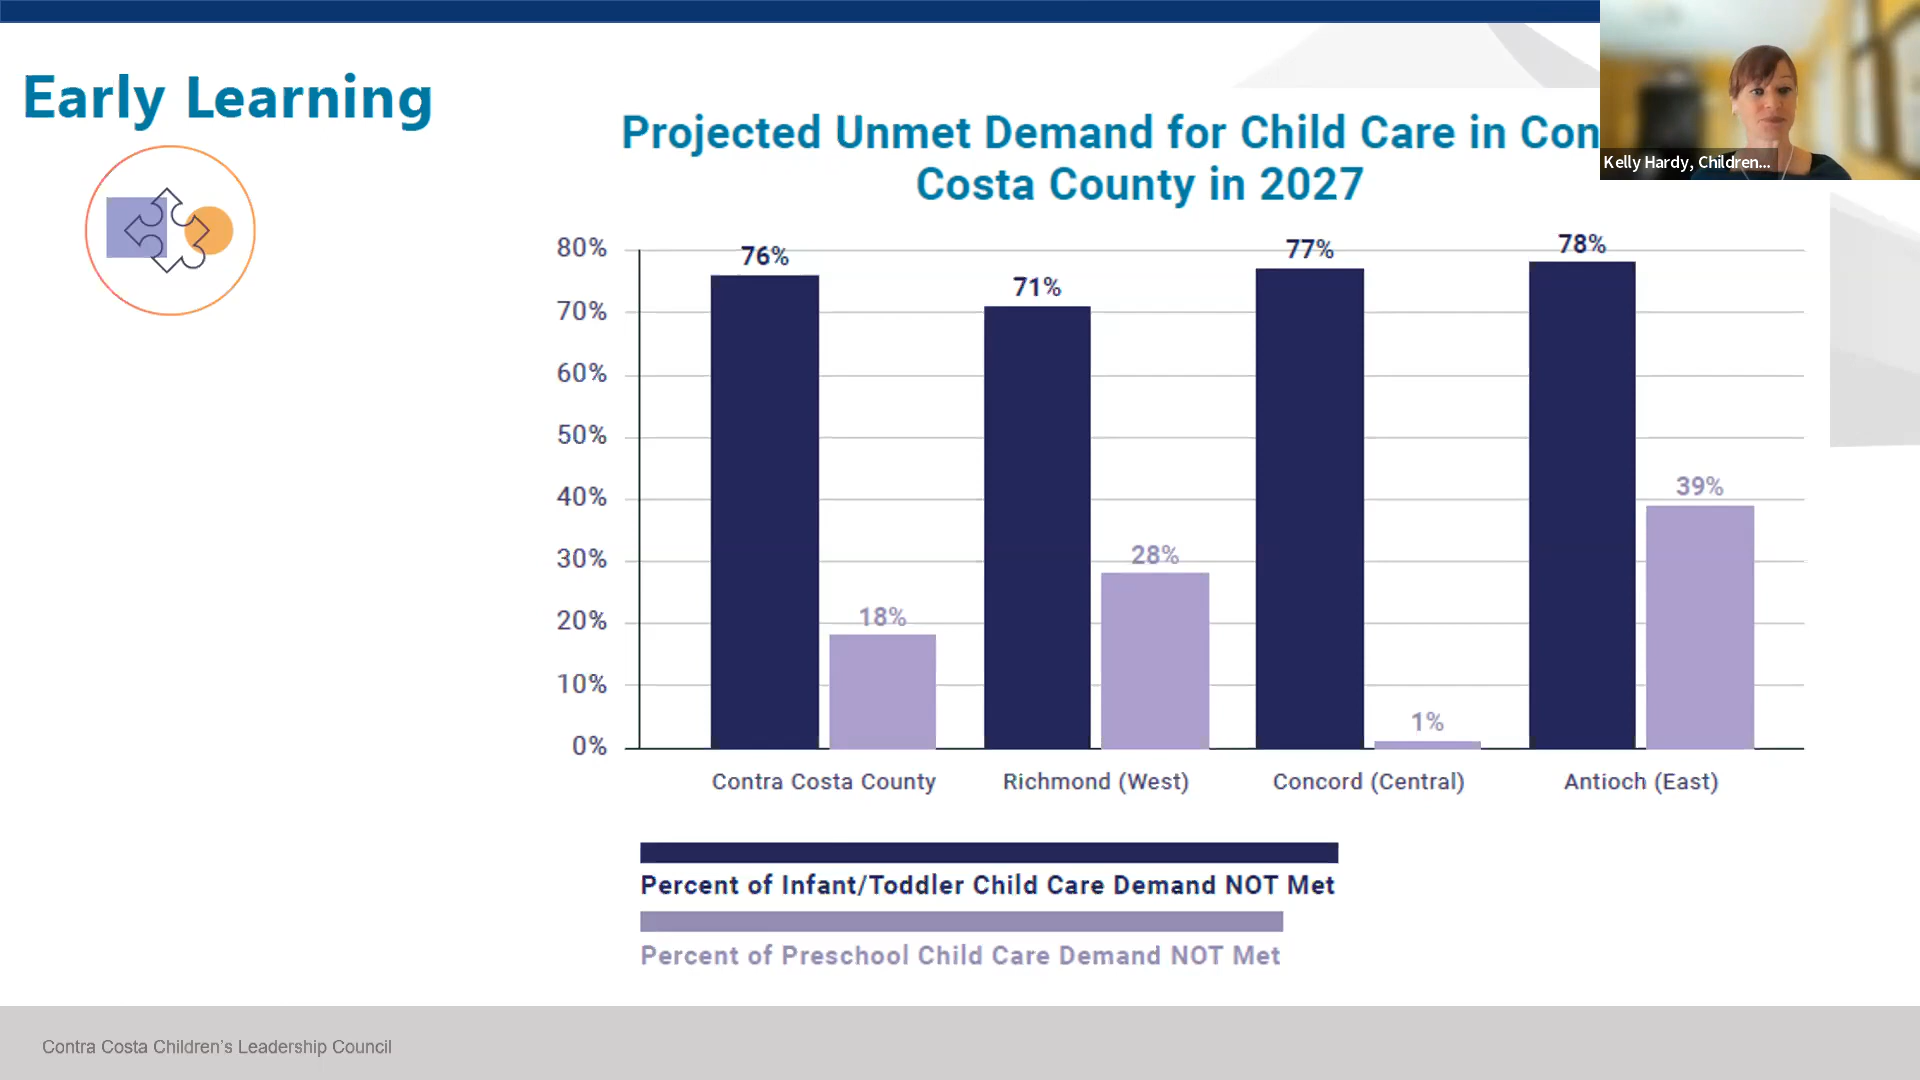 Early Learning
Projected Unmet Demand for Child Care in Con
Costa County in 2027
Kelly Hardy, Children...
80%
70%
60%
50%
40%
30%
20%
10%
0%
76%
18%
71%
28%
77%
1%
78%
39%
Contra Costa County
Richmond (West)
Concord (Central)
Antioch (East)
Percent of Infant/Toddler Child Care Demand NOT Met
Percent of Preschool Child Care Demand NOT Met
Contra Costa Children's Leadership Council